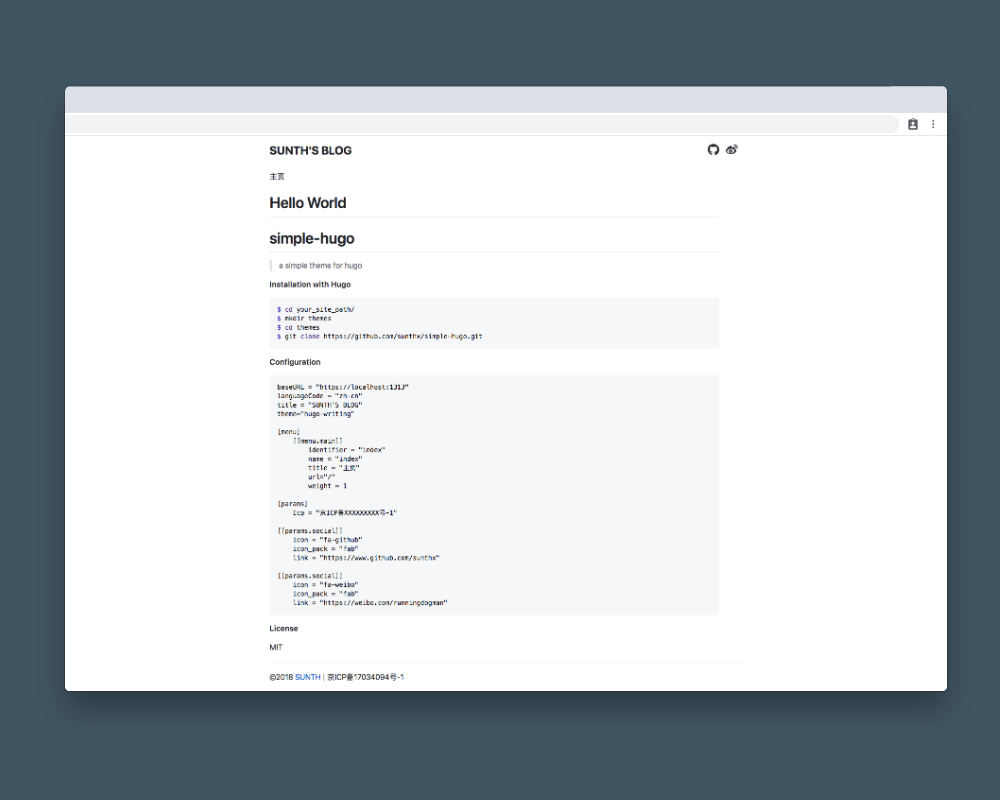 SUNTH'S BLOG
主页
Hello World
simple-hugo
a simple theme for hugo
Installation with Hugo
$ cd your_site_path/
$ mkdir themes
$ cd themes
$ git clone https://github.com/sunthx/simple-hugo.git
Configuration
baseURL = "https://localhost:1313"
languageCode = "zh-cn"
title = "SUNTH'S BLOG"
theme="hugo-writing"
[menu]
[[menu.main]]
identifier = "index"
name = "index"
title = "主页"
url="/"
weight = 1
[params]
Icp = "京ICP备XXXXXXXXX号-1"
[[params.social]]
icon = "fa-github"
icon_pack = "fab"
link = "https://www.github.com/sunthx"
[[params.social]]
icon = "fa-weibo"
icon_pack = "fab"
link = "https://weibo.com/runningdogman"
License
MIT
©2018 SUNTH | 京ICP备17034094号-1